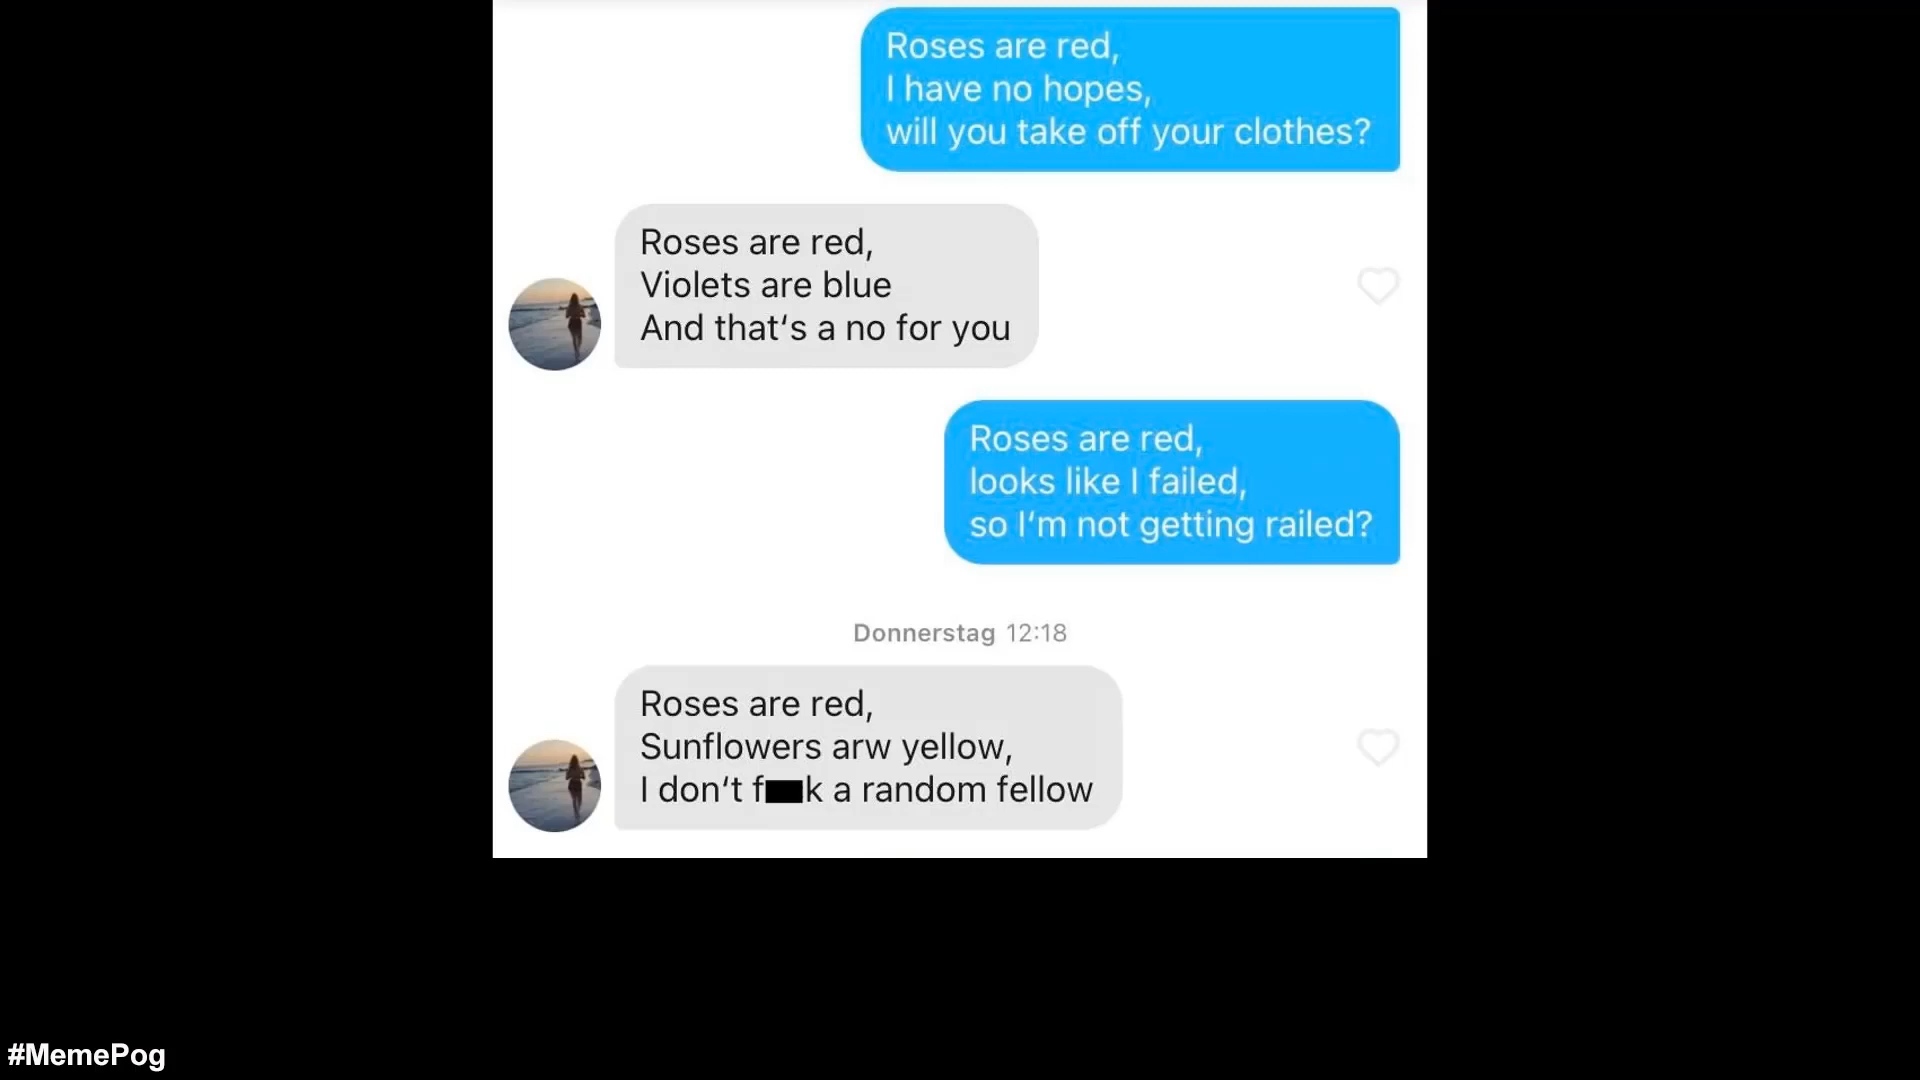 Roses are red,
I have no hopes,
will you take off your clothes?
Roses are red,
Violets are blue
And that‘s a no for you
Roses are red,
looks like I failed,
so I‘m not getting railed?
Donnerstag 12:18
Roses are red,
Sunflowers arw yellow,
I don‘t f██k a random fellow
#MemePog